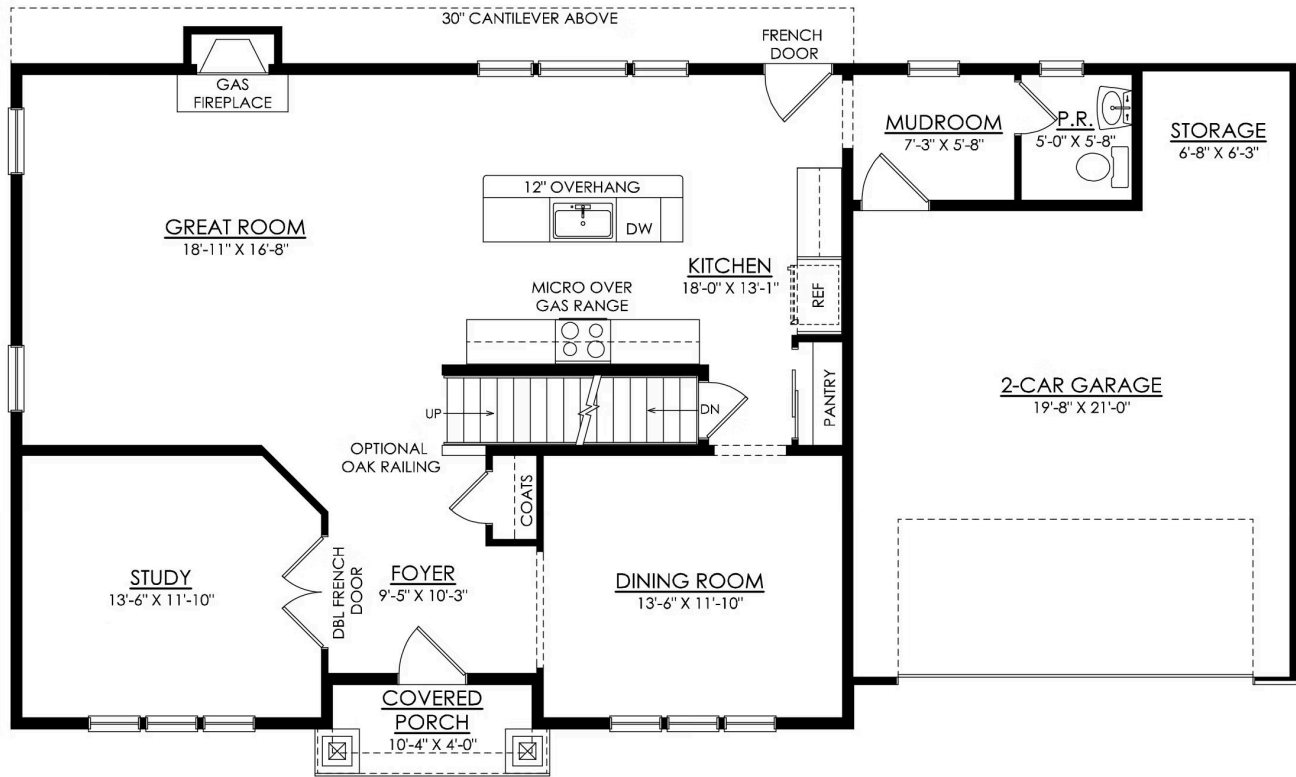 30" CANTILEVER ABOVE
FRENCH
DOOR
GAS
FIREPLACE
MUDROOM
7'-3" X 5'-8"
P.R.
5'-0" X 5'-8"
STORAGE
6'-8" X 6'-3"
12" OVERHANG
DW
GREAT ROOM
18'-11" X 16'-8"
KITCHEN
18'-0" X 13'-1"
REF
MICRO OVER
GAS RANGE
2-CAR GARAGE
19'-8" X 21'-0"
PANTRY
UP
DN
OPTIONAL
OAK RAILING
COATS
STUDY
13'-6" X 11'-10"
DBL FRENCH
DOOR
FOYER
9'-5" X 10'-3"
DINING ROOM
13'-6" X 11'-10"
COVERED
PORCH
10'-4" X 4'-0"